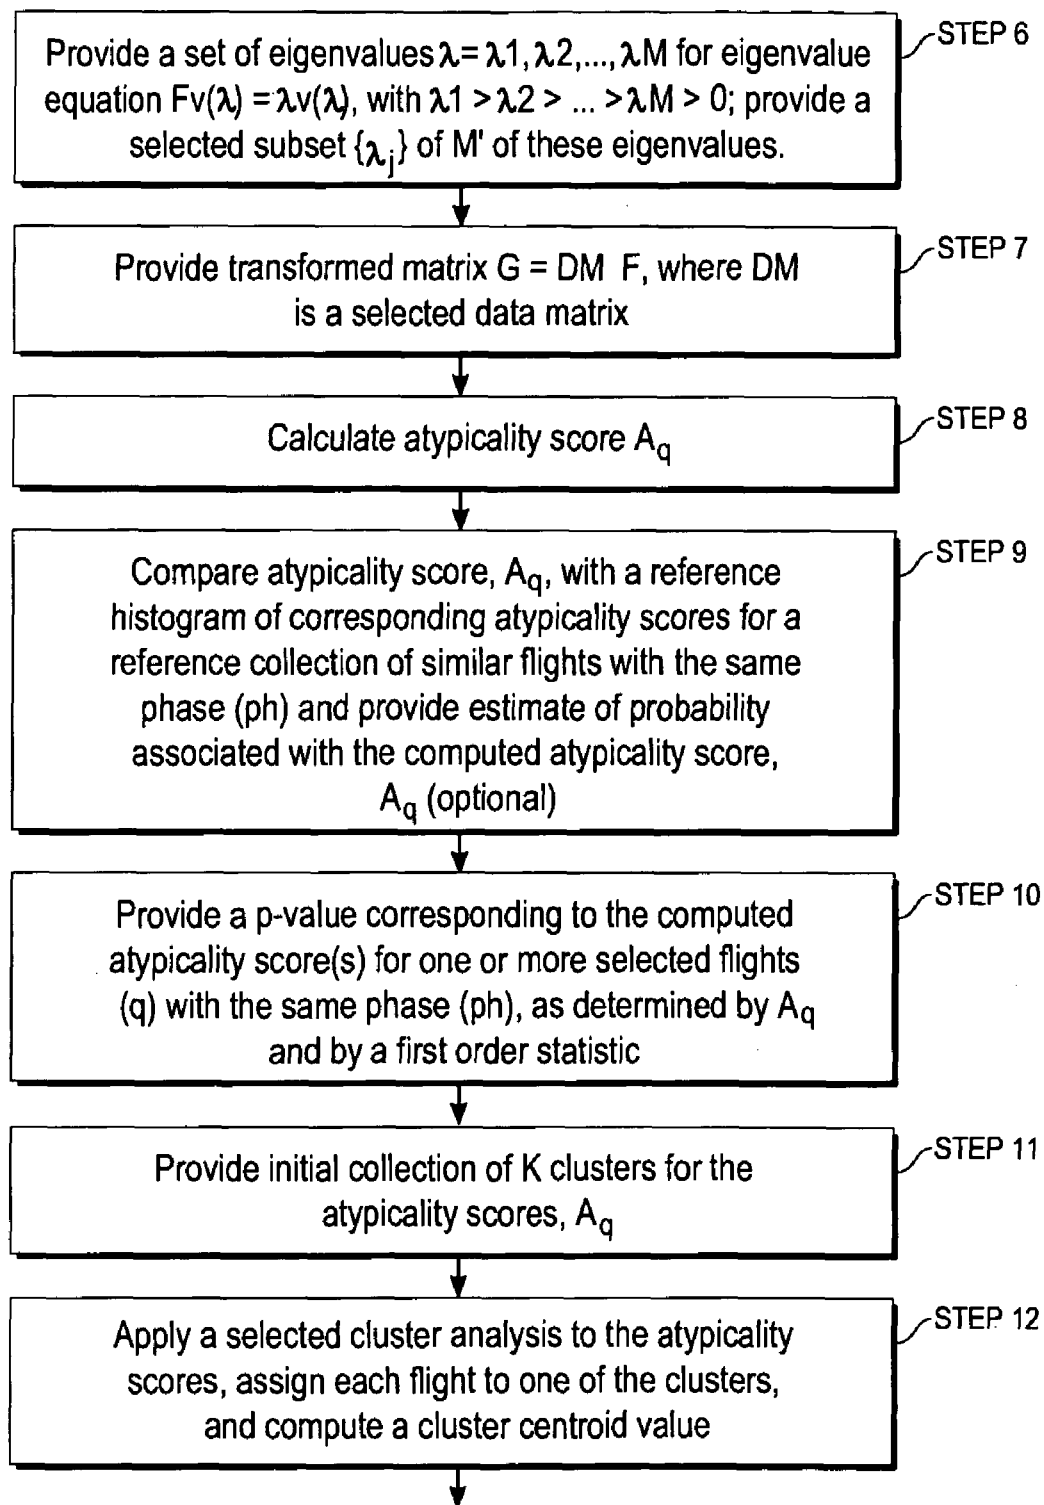 STEP 6
Provide a set of eigenvalues λ= λ1, λ2,..., λM for eigenvalue
equation Fv(λ) = λv(λ), with λ1 > λ2 > ... > λM > 0; provide a
selected subset {λj} of M' of these eigenvalues.
STEP 7
Provide transformed matrix G = DM F, where DM
is a selected data matrix
STEP 8
Calculate atypicality score Aq
STEP 9
Compare atypicality score, Aq, with a reference
histogram of corresponding atypicality scores for a
reference collection of similar flights with the same
phase (ph) and provide estimate of probability
associated with the computed atypicality score,
Aq (optional)
STEP 10
Provide a p-value corresponding to the computed
atypicality score(s) for one or more selected flights
(q) with the same phase (ph), as determined by Aq
and by a first order statistic
STEP 11
Provide initial collection of K clusters for the
atypicality scores, Aq
STEP 12
Apply a selected cluster analysis to the atypicality
scores, assign each flight to one of the clusters,
and compute a cluster centroid value